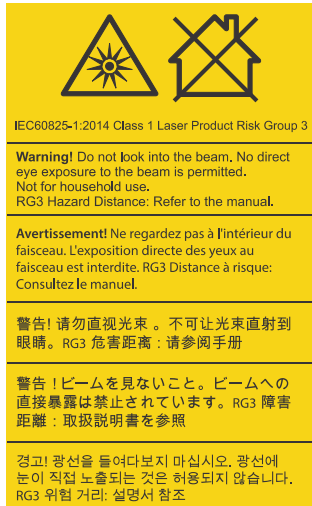 IEC60825-1:2014 Class 1 Laser Product Risk Group 3
Warning! Do not look into the beam. No direct
eye exposure to the beam is permitted.
Not for household use.
RG3 Hazard Distance: Refer to the manual.
Avertissement! Ne regardez pas à l'intérieur du
faisceau. L'exposition directe des yeux au
faisceau est interdite. RG3 Distance à risque:
Consultez le manuel.
警告! 请勿直视光束 。不可让光束直射到
眼睛。RG3 危害距离 : 请参阅手册
警告 ! ビームを見ないこと。ビームへの
直接暴露は禁止されています。RG3 障害
距離 : 取扱説明書を参照
경고! 광선을 들여다보지 마십시오. 광선에
눈이 직접 노출되는 것은 허용되지 않습니다.
RG3 위험 거리: 설명서 참조